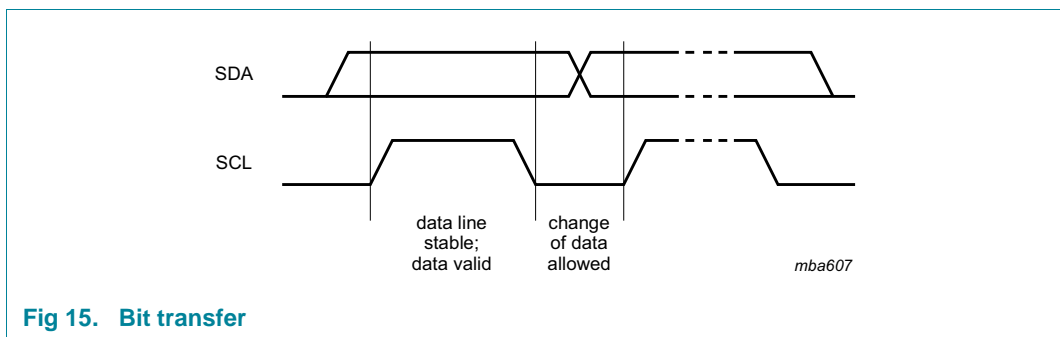 SDA
SCL
data line
stable;
data valid
change
of data
allowed
mba607
Fig 15. Bit transfer